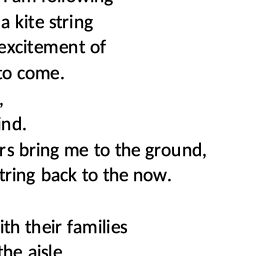 I am following
a kite string
excitement of
to come.
,
ind.
rs bring me to the ground,
tring back to the now.
ith their families
the aisle